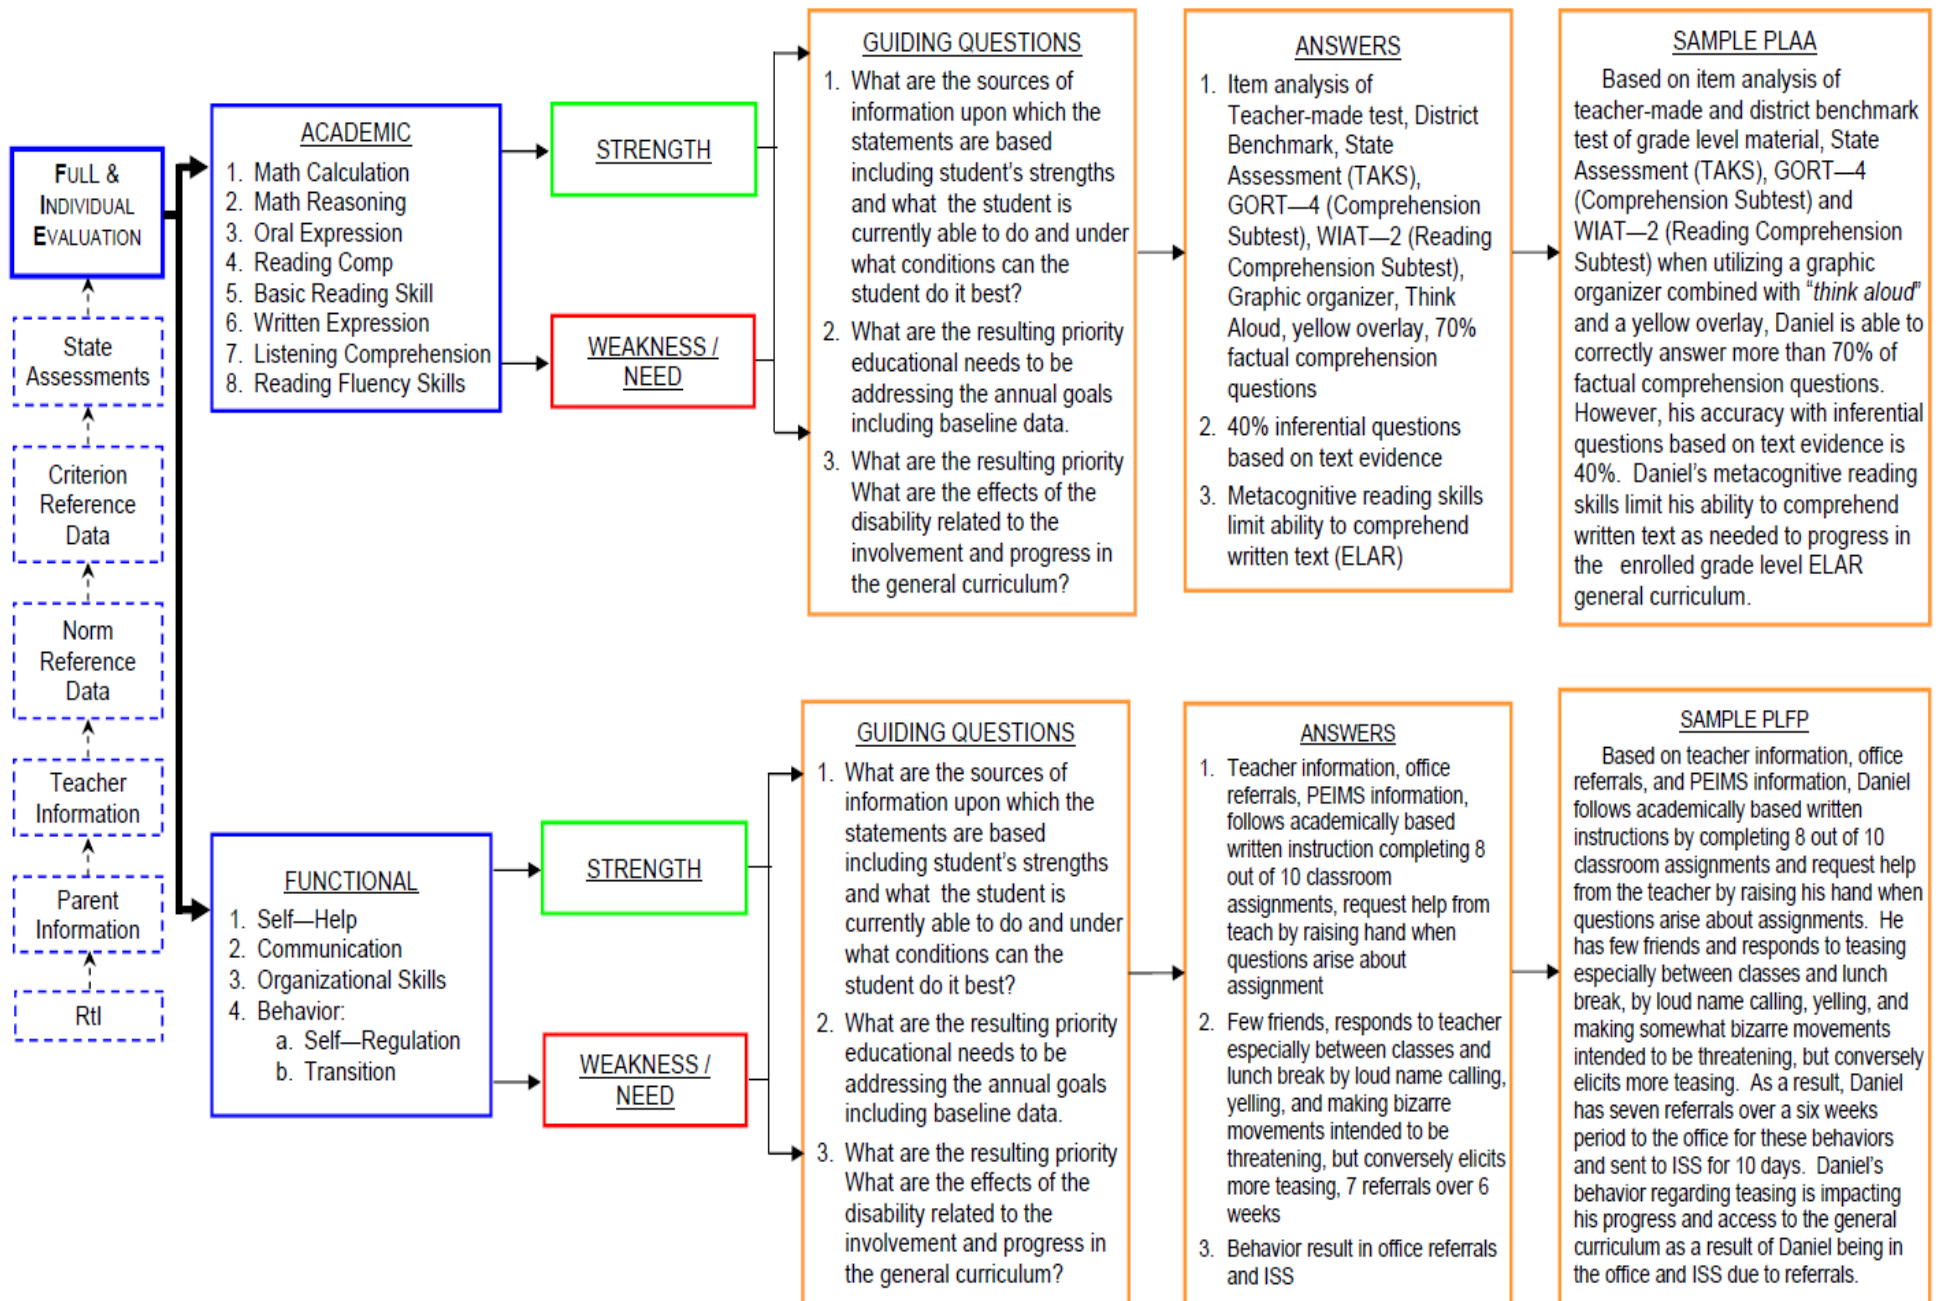 FULL &
INDIVIDUAL
EVALUATION
State
Assessments
Criterion
Reference
Data
Norm
Reference
Data
Teacher
Information
Parent
Information
RtI
ACADEMIC
1. Math Calculation
2. Math Reasoning
3. Oral Expression
4. Reading Comp
5. Basic Reading Skill
6. Written Expression
7. Listening Comprehension
8. Reading Fluency Skills
STRENGTH
WEAKNESS /
NEED
GUIDING QUESTIONS
1. What are the sources of
information upon which the
statements are based
including student's strengths
and what the student is
currently able to do and under
what conditions can the
student do it best?
2. What are the resulting priority
educational needs to be
addressing the annual goals
including baseline data.
3. What are the resulting priority
What are the effects of the
disability related to the
involvement and progress in
the general curriculum?
ANSWERS
1. Item analysis of
Teacher-made test, District
Benchmark, State
Assessment (TAKS),
GORT—4 (Comprehension
Subtest), WIAT—2 (Reading
Comprehension Subtest),
Graphic organizer, Think
Aloud, yellow overlay, 70%
factual comprehension
questions
2. 40% inferential questions
based on text evidence
3. Metacognitive reading skills
limit ability to comprehend
written text (ELAR)
SAMPLE PLAA
Based on item analysis of
teacher-made and district benchmark
test of grade level material, State
Assessment (TAKS), GORT—4
(Comprehension Subtest) and
WIAT—2 (Reading Comprehension
Subtest) when utilizing a graphic
organizer combined with "think aloud"
and a yellow overlay, Daniel is able to
correctly answer more than 70% of
factual comprehension questions.
However, his accuracy with inferential
questions based on text evidence is
40%. Daniel's metacognitive reading
skills limit his ability to comprehend
written text as needed to progress in
the enrolled grade level ELAR
general curriculum.
FUNCTIONAL
1. Self—Help
2. Communication
3. Organizational Skills
4. Behavior:
a. Self—Regulation
b. Transition
STRENGTH
WEAKNESS /
NEED
GUIDING QUESTIONS
1. What are the sources of
information upon which the
statements are based
including student's strengths
and what the student is
currently able to do and under
what conditions can the
student do it best?
2. What are the resulting priority
educational needs to be
addressing the annual goals
including baseline data.
3. What are the resulting priority
What are the effects of the
disability related to the
involvement and progress in
the general curriculum?
ANSWERS
1. Teacher information, office
referrals, PEIMS information,
follows academically based
written instruction completing 8
out of 10 classroom
assignments, request help from
teach by raising hand when
questions arise about
assignment
2. Few friends, responds to teacher
especially between classes and
lunch break by loud name calling,
yelling, and making bizarre
movements intended to be
threatening, but conversely elicits
more teasing, 7 referrals over 6
weeks
3. Behavior result in office referrals
and ISS
SAMPLE PLFP
Based on teacher information, office
referrals, and PEIMS information, Daniel
follows academically based written
instructions by completing 8 out of 10
classroom assignments and request help
from the teacher by raising his hand when
questions arise about assignments. He
has few friends and responds to teasing
especially between classes and lunch
break, by loud name calling, yelling, and
making somewhat bizarre movements
intended to be threatening, but conversely
elicits more teasing. As a result, Daniel
has seven referrals over a six weeks
period to the office for these behaviors
and sent to ISS for 10 days. Daniel's
behavior regarding teasing is impacting
his progress and access to the general
curriculum as a result of Daniel being in
the office and ISS due to referrals.